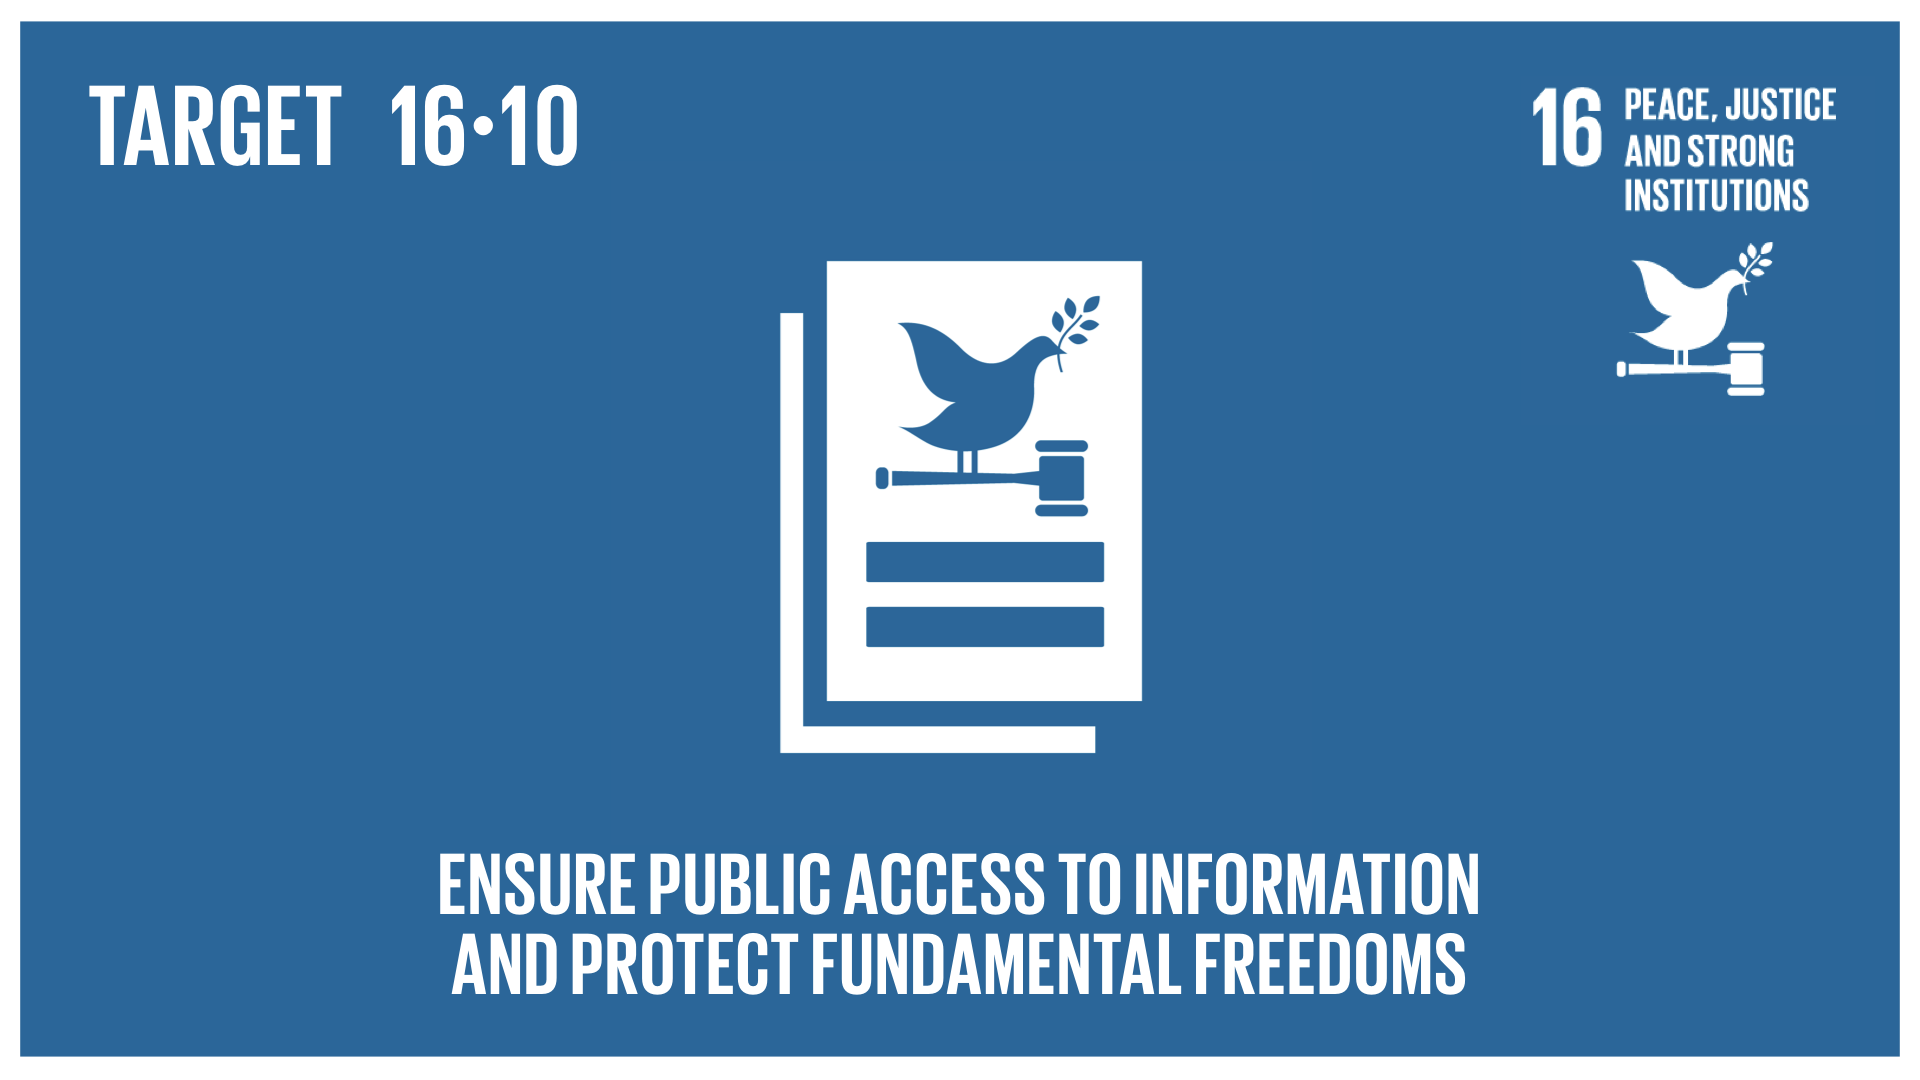 TARGET 16·10
16 PEACE, JUSTICE
AND STRONG
INSTITUTIONS
ENSURE PUBLIC ACCESS TO INFORMATION
AND PROTECT FUNDAMENTAL FREEDOMS